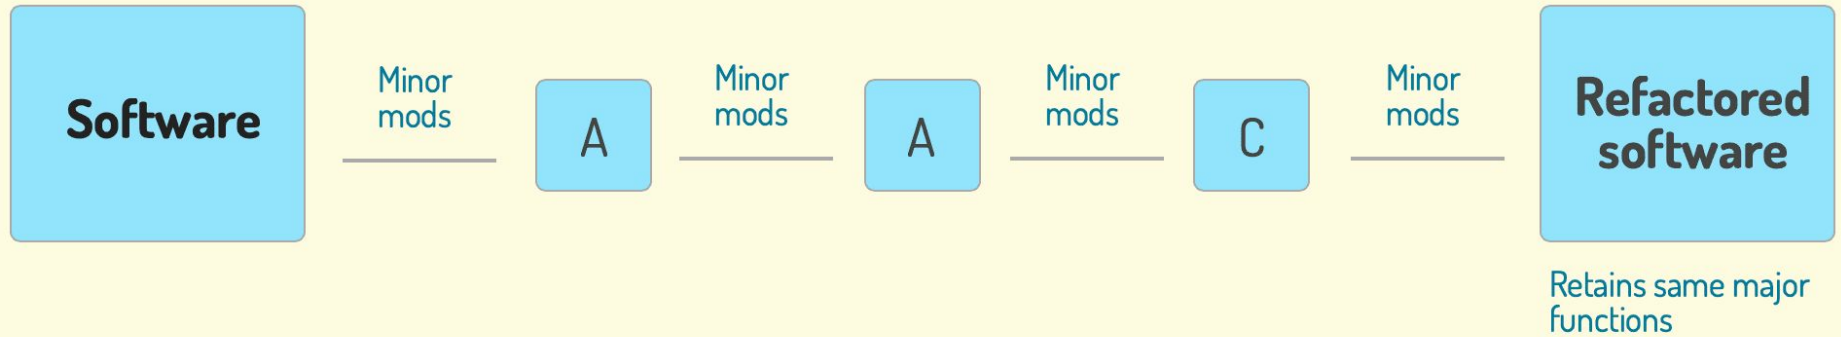 Software
Minor
mods
A
Minor
mods
A
Minor
mods
C
Minor
mods
Refactored
software
Retains same major
functions